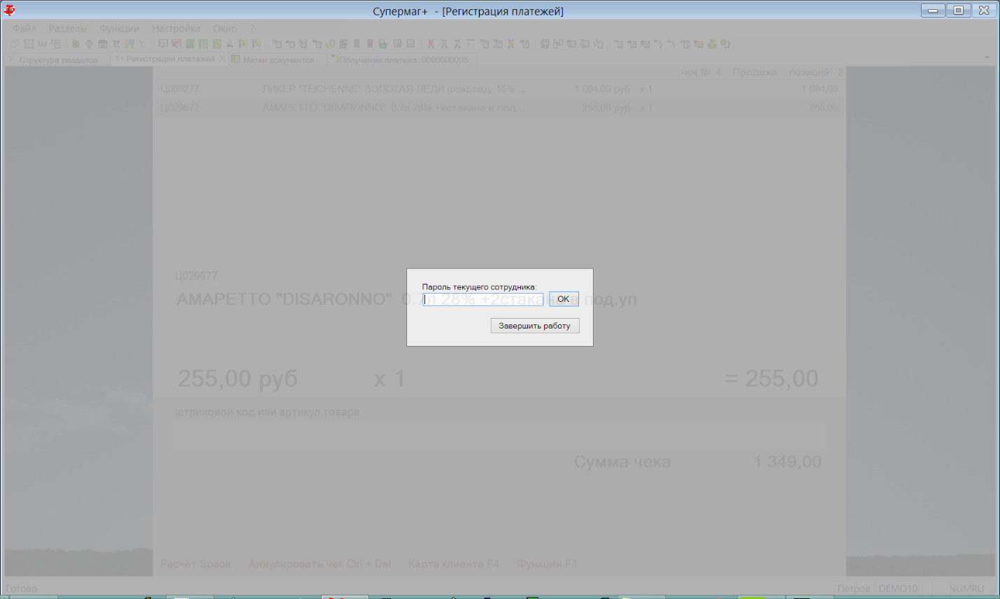 Супермаг+ - [Регистрация платежей]
Файл Разделы Функции Настройка Окно ?
Структура разделов Регистрация платежей Метки документов Получение платежа: 0000000005
чек № 4 Продажа позиций: 2
Ц009277 ЛИКЕР "TEICHENNE" ЗОЛОТАЯ ЛЕДИ шоколад. 15% ... 1 094,00 руб x 1 1 094,00
Ц029677 АМАРЕТТО "DISARONNO" 0.7л 28% +2стакана в под.... 255,00 руб x 1 255,00
Ц029677
АМАРЕТТО "DISARONNO" 0.7л 28% +2стакана в под.уп
Пароль текущего сотрудника:
OK
Завершить работу
255,00 руб x 1 = 255,00
штриховой код или артикул товара
Сумма чека 1 349,00
Расчёт Space Аннулировать чек Ctrl + Del Карта клиента F4 Функции F1
Готово Петров DEMO10 NUMRU